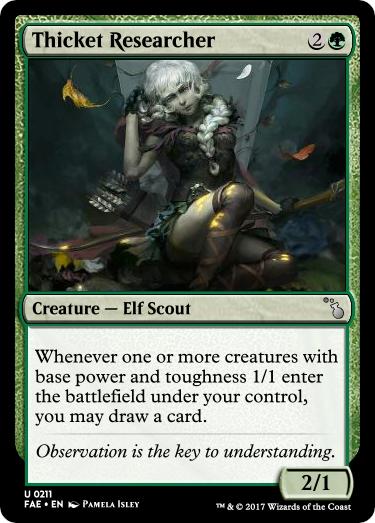 Thicket Researcher 2
Creature — Elf Scout
Whenever one or more creatures with
base power and toughness 1/1 enter
the battlefield under your control,
you may draw a card.
Observation is the key to understanding.
2/1
U 0211
FAE • EN Pamela Isley
™ & © 2017 Wizards of the Coast